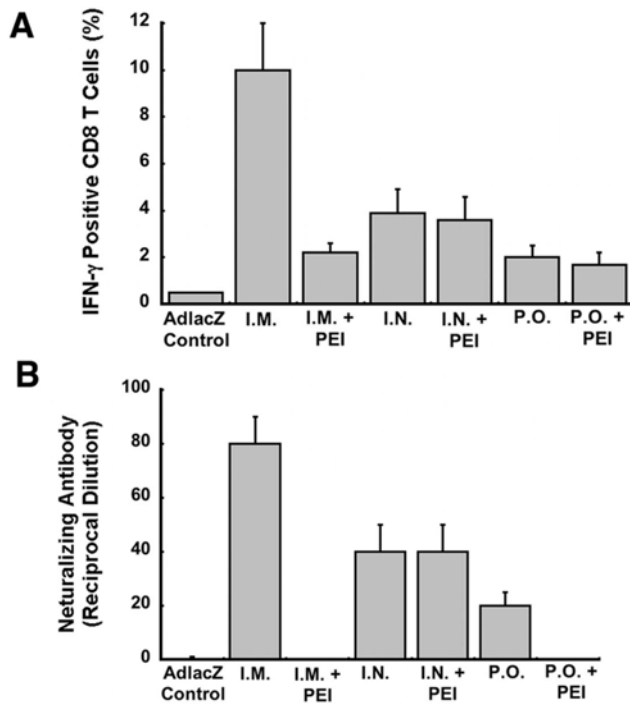 A
IFN-γ Positive CD8 T Cells (%)
12
10
8
6
4
2
0
AdlacZ Control
I.M.
I.M. + PEI
I.N.
I.N. + PEI
P.O.
P.O. + PEI
B
Neturalizing Antibody
(Reciprocal Dilution)
100
80
60
40
20
0
AdlacZ Control
I.M.
I.M. + PEI
I.N.
I.N. + PEI
P.O.
P.O. + PEI